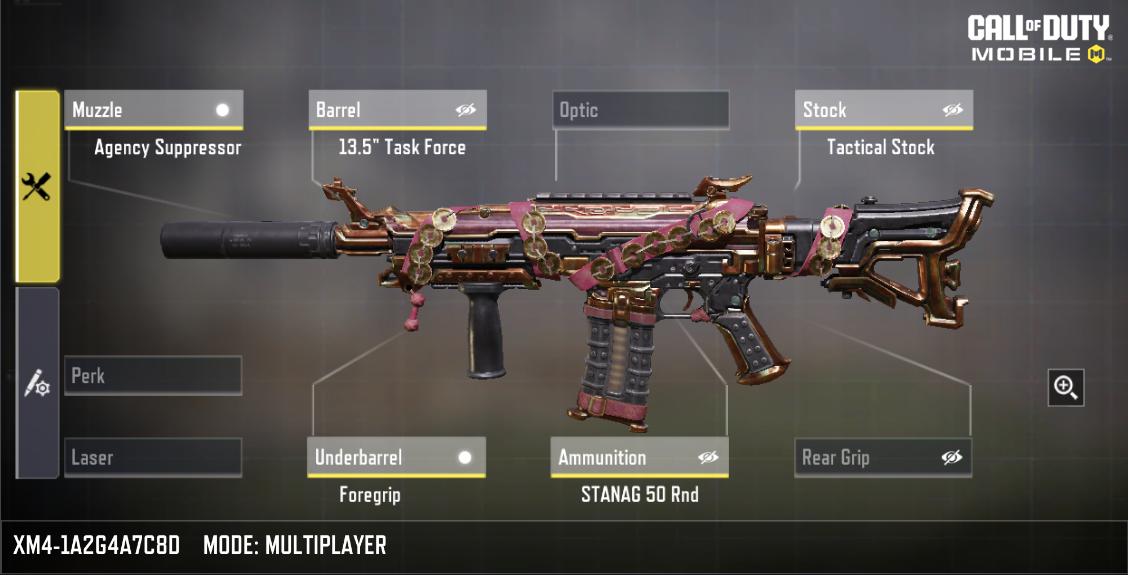 CALL OF DUTY
MOBILE
Muzzle
Barrel
Optic
Stock
Agency Suppressor
13.5" Task Force
Tactical Stock
Perk
Laser
Underbarrel
Ammunition
Rear Grip
Foregrip
STANAG 50 Rnd
XM4-1A2G4A7C8D MODE: MULTIPLAYER